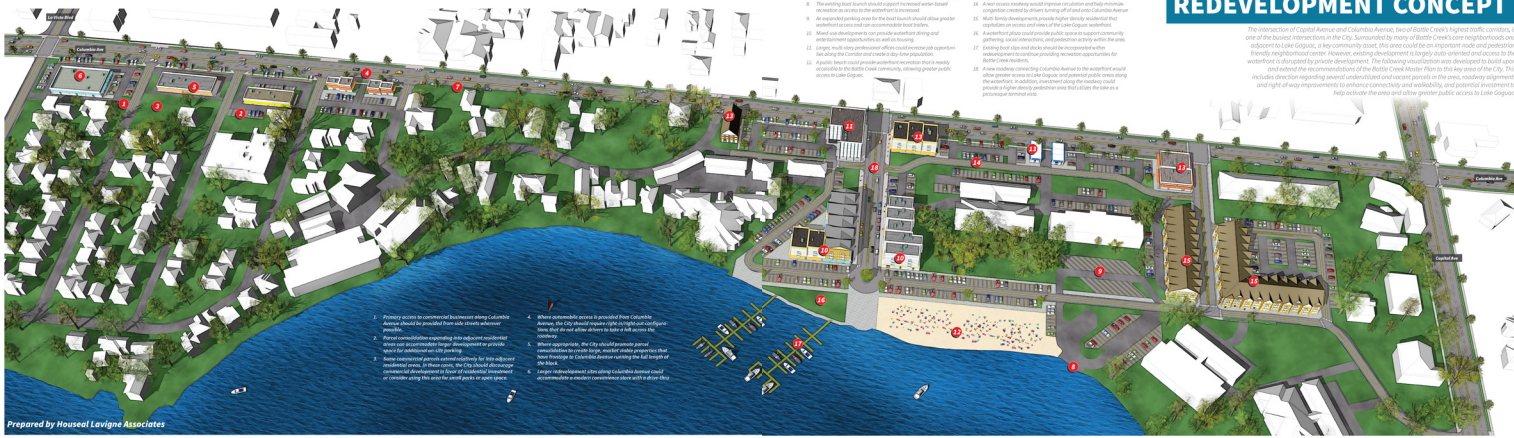 REDEVELOPMENT CONCEPT
The intersection of Capital Avenue and Columbia Avenue, two of Battle Creek's highest traffic corridors, i
one of the busiest intersections in the City. Surrounded by many of Battle Creek's core neighborhoods and
adjacent to Lake Goguac, a key community asset, this area could be an important node and pedestrian
friendly neighborhood center. However, existing development is largely auto-oriented and access to the
waterfront is disrupted by private development. The following visualization was developed to build upon
and extend the recommendations of the Battle Creek Master Plan to this key area of the City. This
includes direction regarding several underutilized and vacant parcels in the area, roadway alignment,
and right-of-way improvements to enhance connectivity and walkability, and potential investment to
help activate the area and allow greater public access to Lake Goguac.
8. The existing boat launch should support increased water-based
recreation as access to the waterfront is increased.
9. An expanded parking area for the boat launch should allow greater
waterfront access and can accommodate boat trailers.
10. Mixed use developments can provide waterfront dining and
entertainment opportunities as well as housing.
11. Larger, multi-story professional offices could increase job opportuni-
ties along the Corridor and create a day-time population.
12. A public beach could provide waterfront recreation that is readily
accessible to the Battle Creek community, allowing greater public
access to Lake Goguac.
14. A rear access roadway would improve circulation and help minimize
congestion created by drivers turning off of and onto Columbia Avenue
15. Multi-family developments provide higher density residential that
capitalizes on access and views of the Lake Goguac waterfront.
16. A waterfront plaza could provide public space to support community
gathering, social interactions, and pedestrian activity within the area.
17. Existing boat slips and docks should be incorporated within
redevelopment to continue providing recreation opportunities for
Battle Creek residents.
18. A new roadway connecting Columbia Avenue to the waterfront would
allow greater access to Lake Goguac and potential public areas along
the waterfront. In addition, investment along the roadway could
provide a higher density pedestrian area that utilizes the lake as a
picturesque terminal vista.
La Vista Blvd
Columbia Ave
6
5
4
1
3
2
7
13
11
13
13
13
18
14
Columbia Ave
Capital Ave
10
10
9
15
15
16
12
17
8
1. Primary access to commercial businesses along Columbia
Avenue should be provided from side streets wherever
possible.
2. Parcel consolidation expanding into adjacent residential
areas can accommodate larger development or provide
space for additional on-site parking.
3. Some commercial parcels extend relatively far into adjacent
residential areas. In these cases, the City should discourage
commercial development in favor of residential investment
or consider using this area for small parks or open space.
4. Where automobile access is provided from Columbia
Avenue, the City should require right-in/right-out configura-
tions that do not allow drivers to take a left across the
roadway.
5. Where appropriate, the City should promote parcel
consolidation to create large, market viable properties that
have frontage to Columbia Avenue running the full length of
the block.
6. Larger redevelopment sites along Columbia Avenue could
accommodate a modern convenience store with a drive-thru
Prepared by Houseal Lavigne Associates